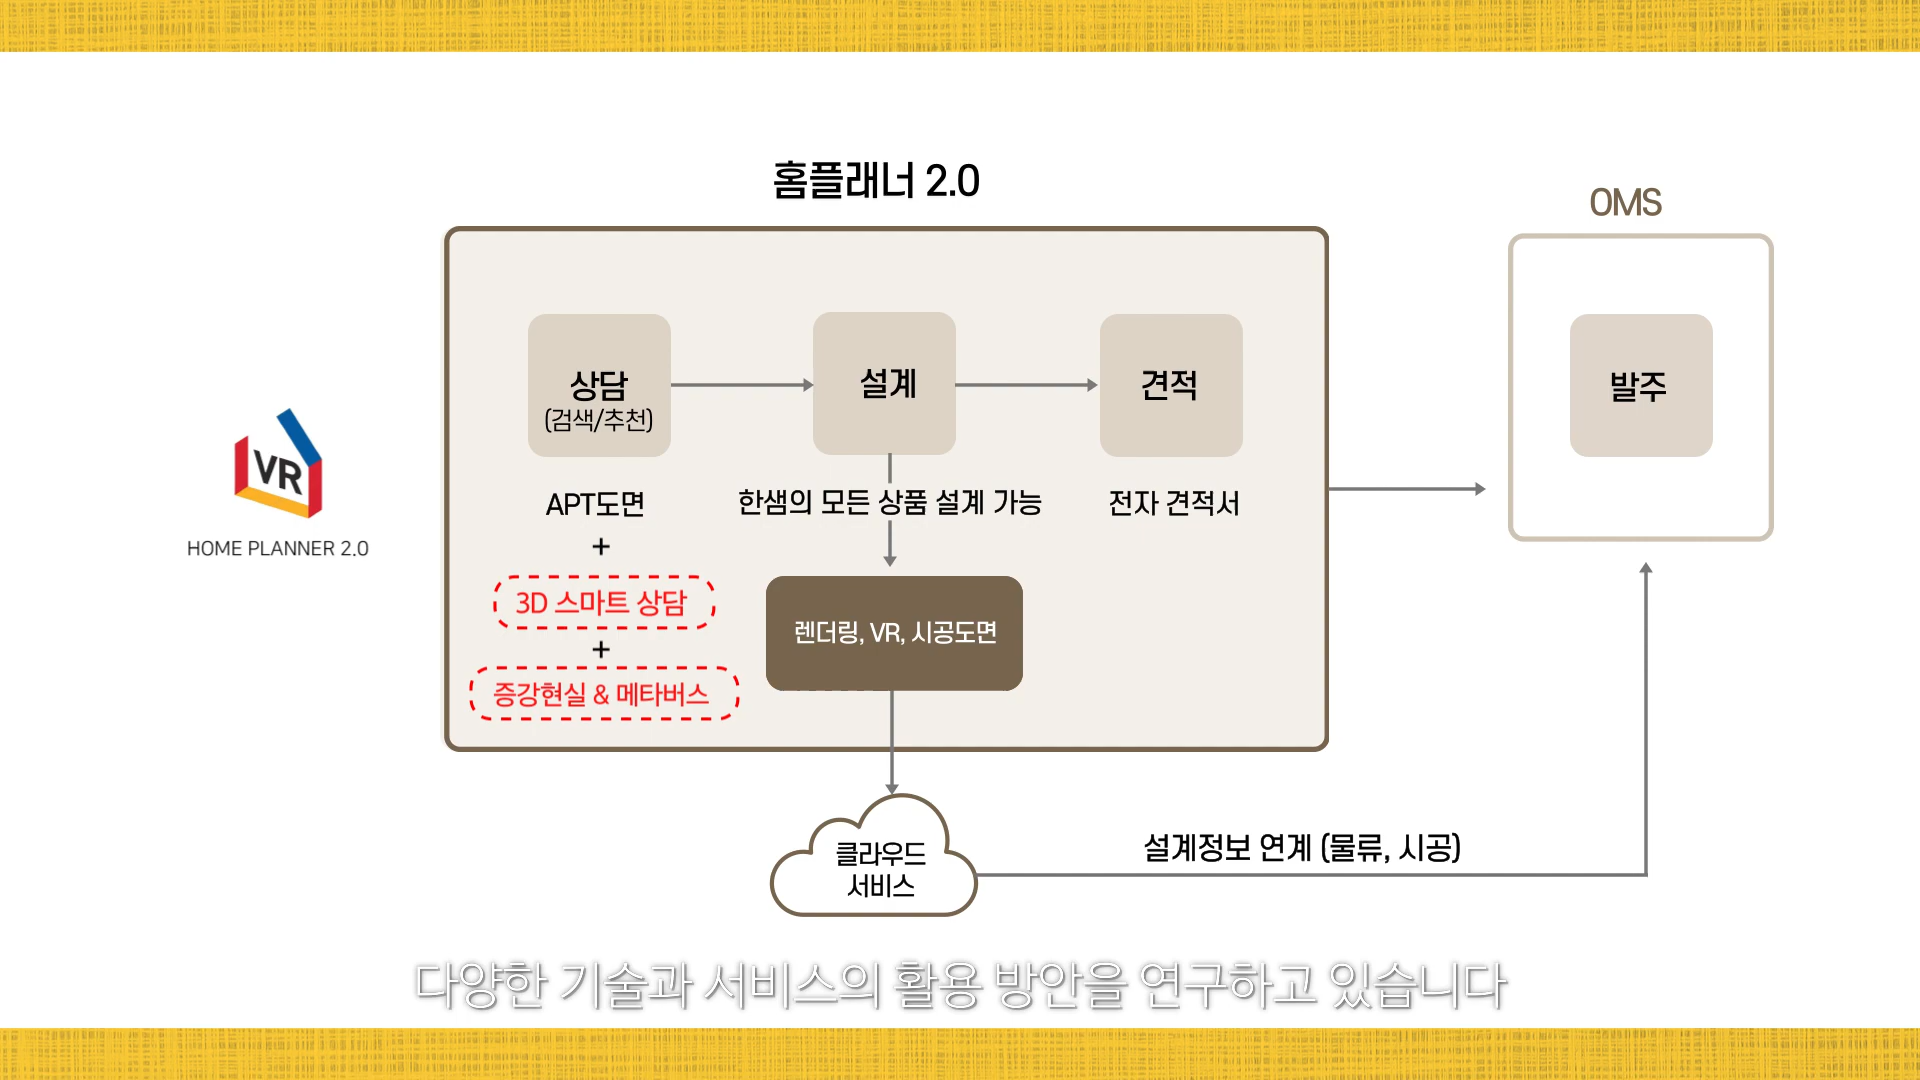 홈플래너 2.0
OMS
상담
(검색/추천)
설계
견적
발주
VR
HOME PLANNER 2.0
APT도면
+
3D 스마트 상담
+
증강현실 & 메타버스
한샘의 모든 상품 설계 가능
전자 견적서
렌더링, VR, 시공도면
클라우드
서비스
설계정보 연계 (물류, 시공)
다양한 기술과 서비스의 활용 방안을 연구하고 있습니다